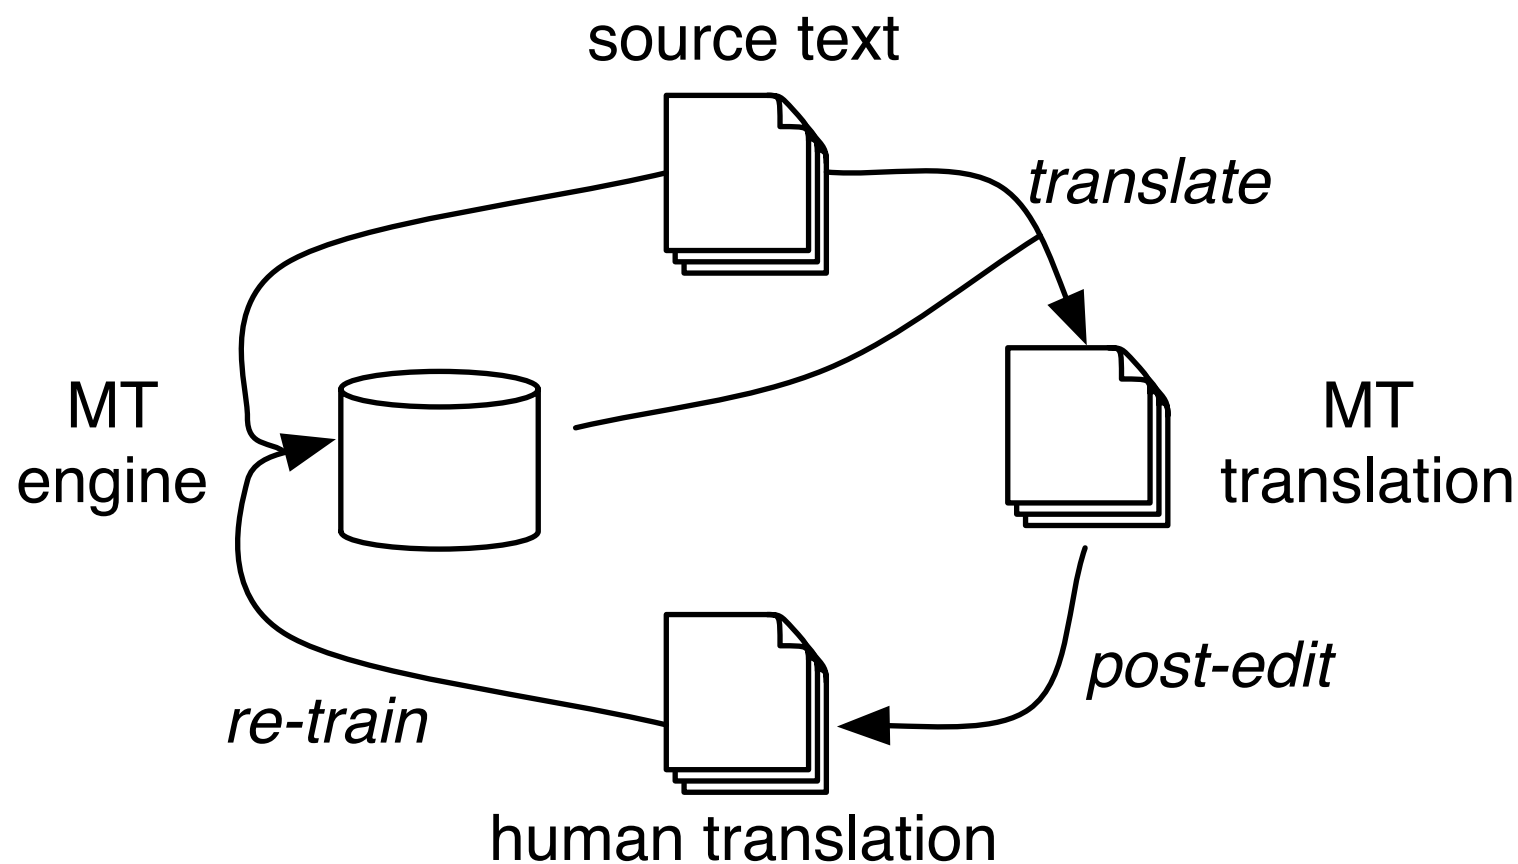 source text
translate
MT
engine
MT
translation
post-edit
re-train
human translation